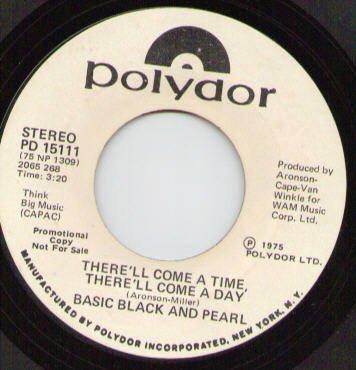 polydor
STEREO
PD 15111
(75 NP 1309)
2065 268
Time: 3:20
Think
Big Music
(CAPAC)
Promotional
Copy
Not For Sale
Produced by
Aronson-
Cape-Van
Winkle for
WAM Music
Corp. Ltd.
Ⓟ 1975
POLYDOR LTD.
THERE'LL COME A TIME,
THERE'LL COME A DAY
(Aronson-Miller)
BASIC BLACK AND PEARL
MANUFACTURED BY POLYDOR INCORPORATED, NEW YORK, N.Y.